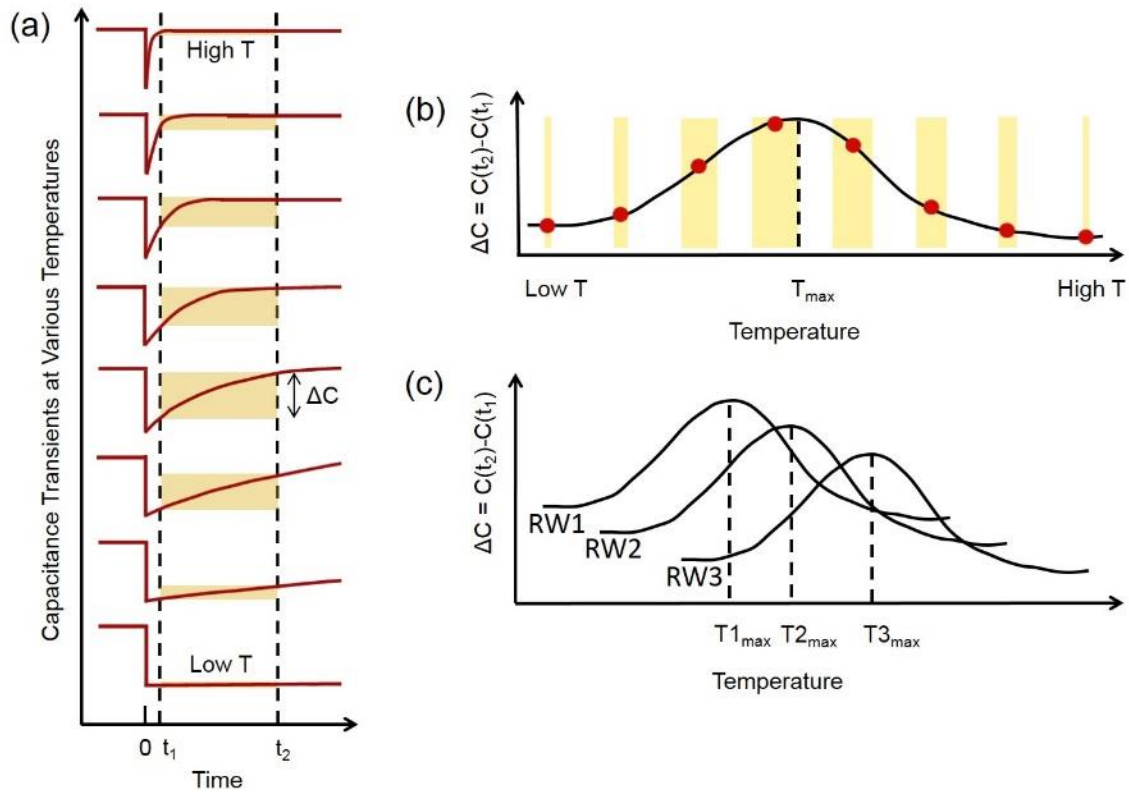 (a)
Capacitance Transients at Various Temperatures
High T
ΔC
Low T
0 t₁ t₂
Time
(b)
ΔC = C(t₂)-C(t₁)
Low T Tmax High T
Temperature
(c)
ΔC = C(t₂)-C(t₁)
RW1
RW2
RW3
T1max T2max T3max
Temperature